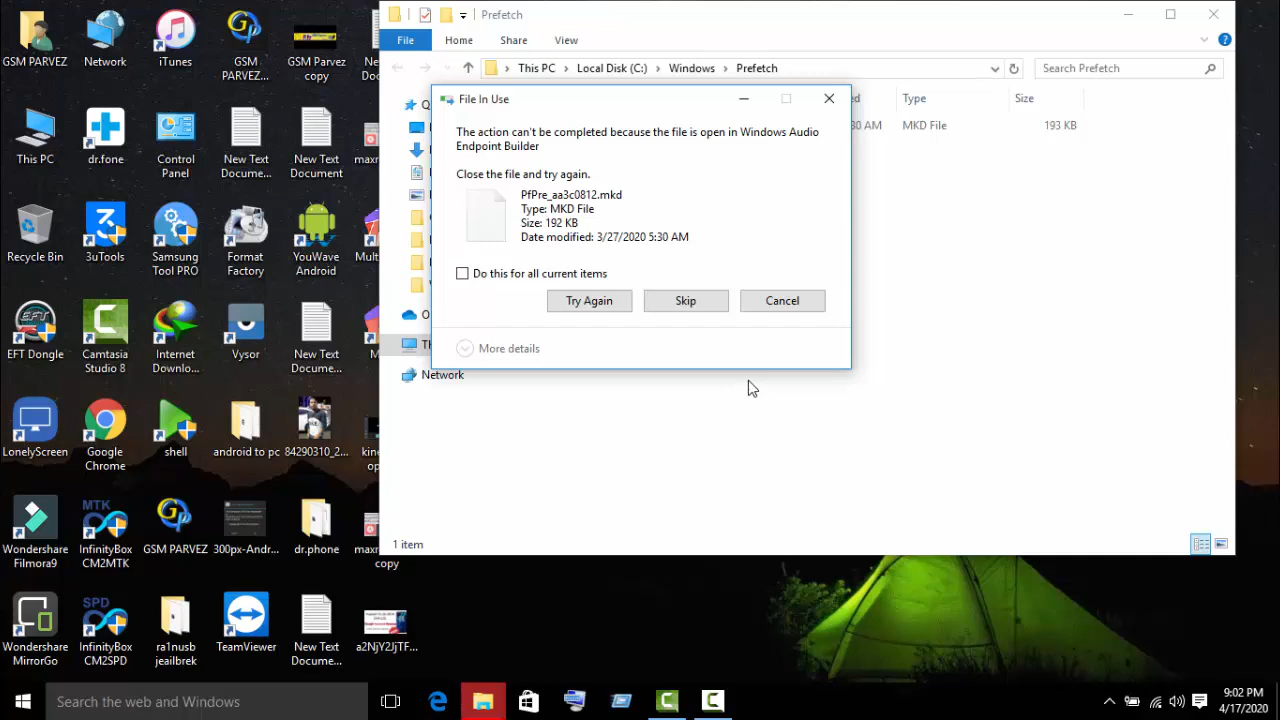 Prefetch
File
Home
Share
View
This PC
Local Disk (C:)
Windows
Prefetch
Search Prefetch
Type
Size
30 AM
MKD File
193 KB
File In Use
The action can't be completed because the file is open in Windows Audio
Endpoint Builder
Close the file and try again.
PfPre_aa3c0812.mkd
Type: MKD File
Size: 192 KB
Date modified: 3/27/2020 5:30 AM
Do this for all current items
Try Again
Skip
Cancel
More details
Network
1 item
GSM PARVEZ
Network
iTunes
GSM
PARVEZ...
GSM Parvez
copy
This PC
dr.fone
Control
Panel
New Text
Docume...
New Text
Document
Recycle Bin
3uTools
Samsung
Tool PRO
Format
Factory
YouWave
Android
EFT Dongle
Camtasia
Studio 8
Internet
Downlo...
Vysor
New Text
Docume...
LonelyScreen
Google
Chrome
shell
android to pc
84290310_2...
Wondershare
Filmora9
MTK
InfinityBox
CM2MTK
GSM PARVEZ
300px-Andr...
dr.phone
copy
Wondershare
MirrorGo
SPD
InfinityBox
CM2SPD
ra1nusb
jeailbrek
TeamViewer
New Text
Docume...
a2NjY2JjTF...
Search the web and Windows
9:02 PM
4/17/2020